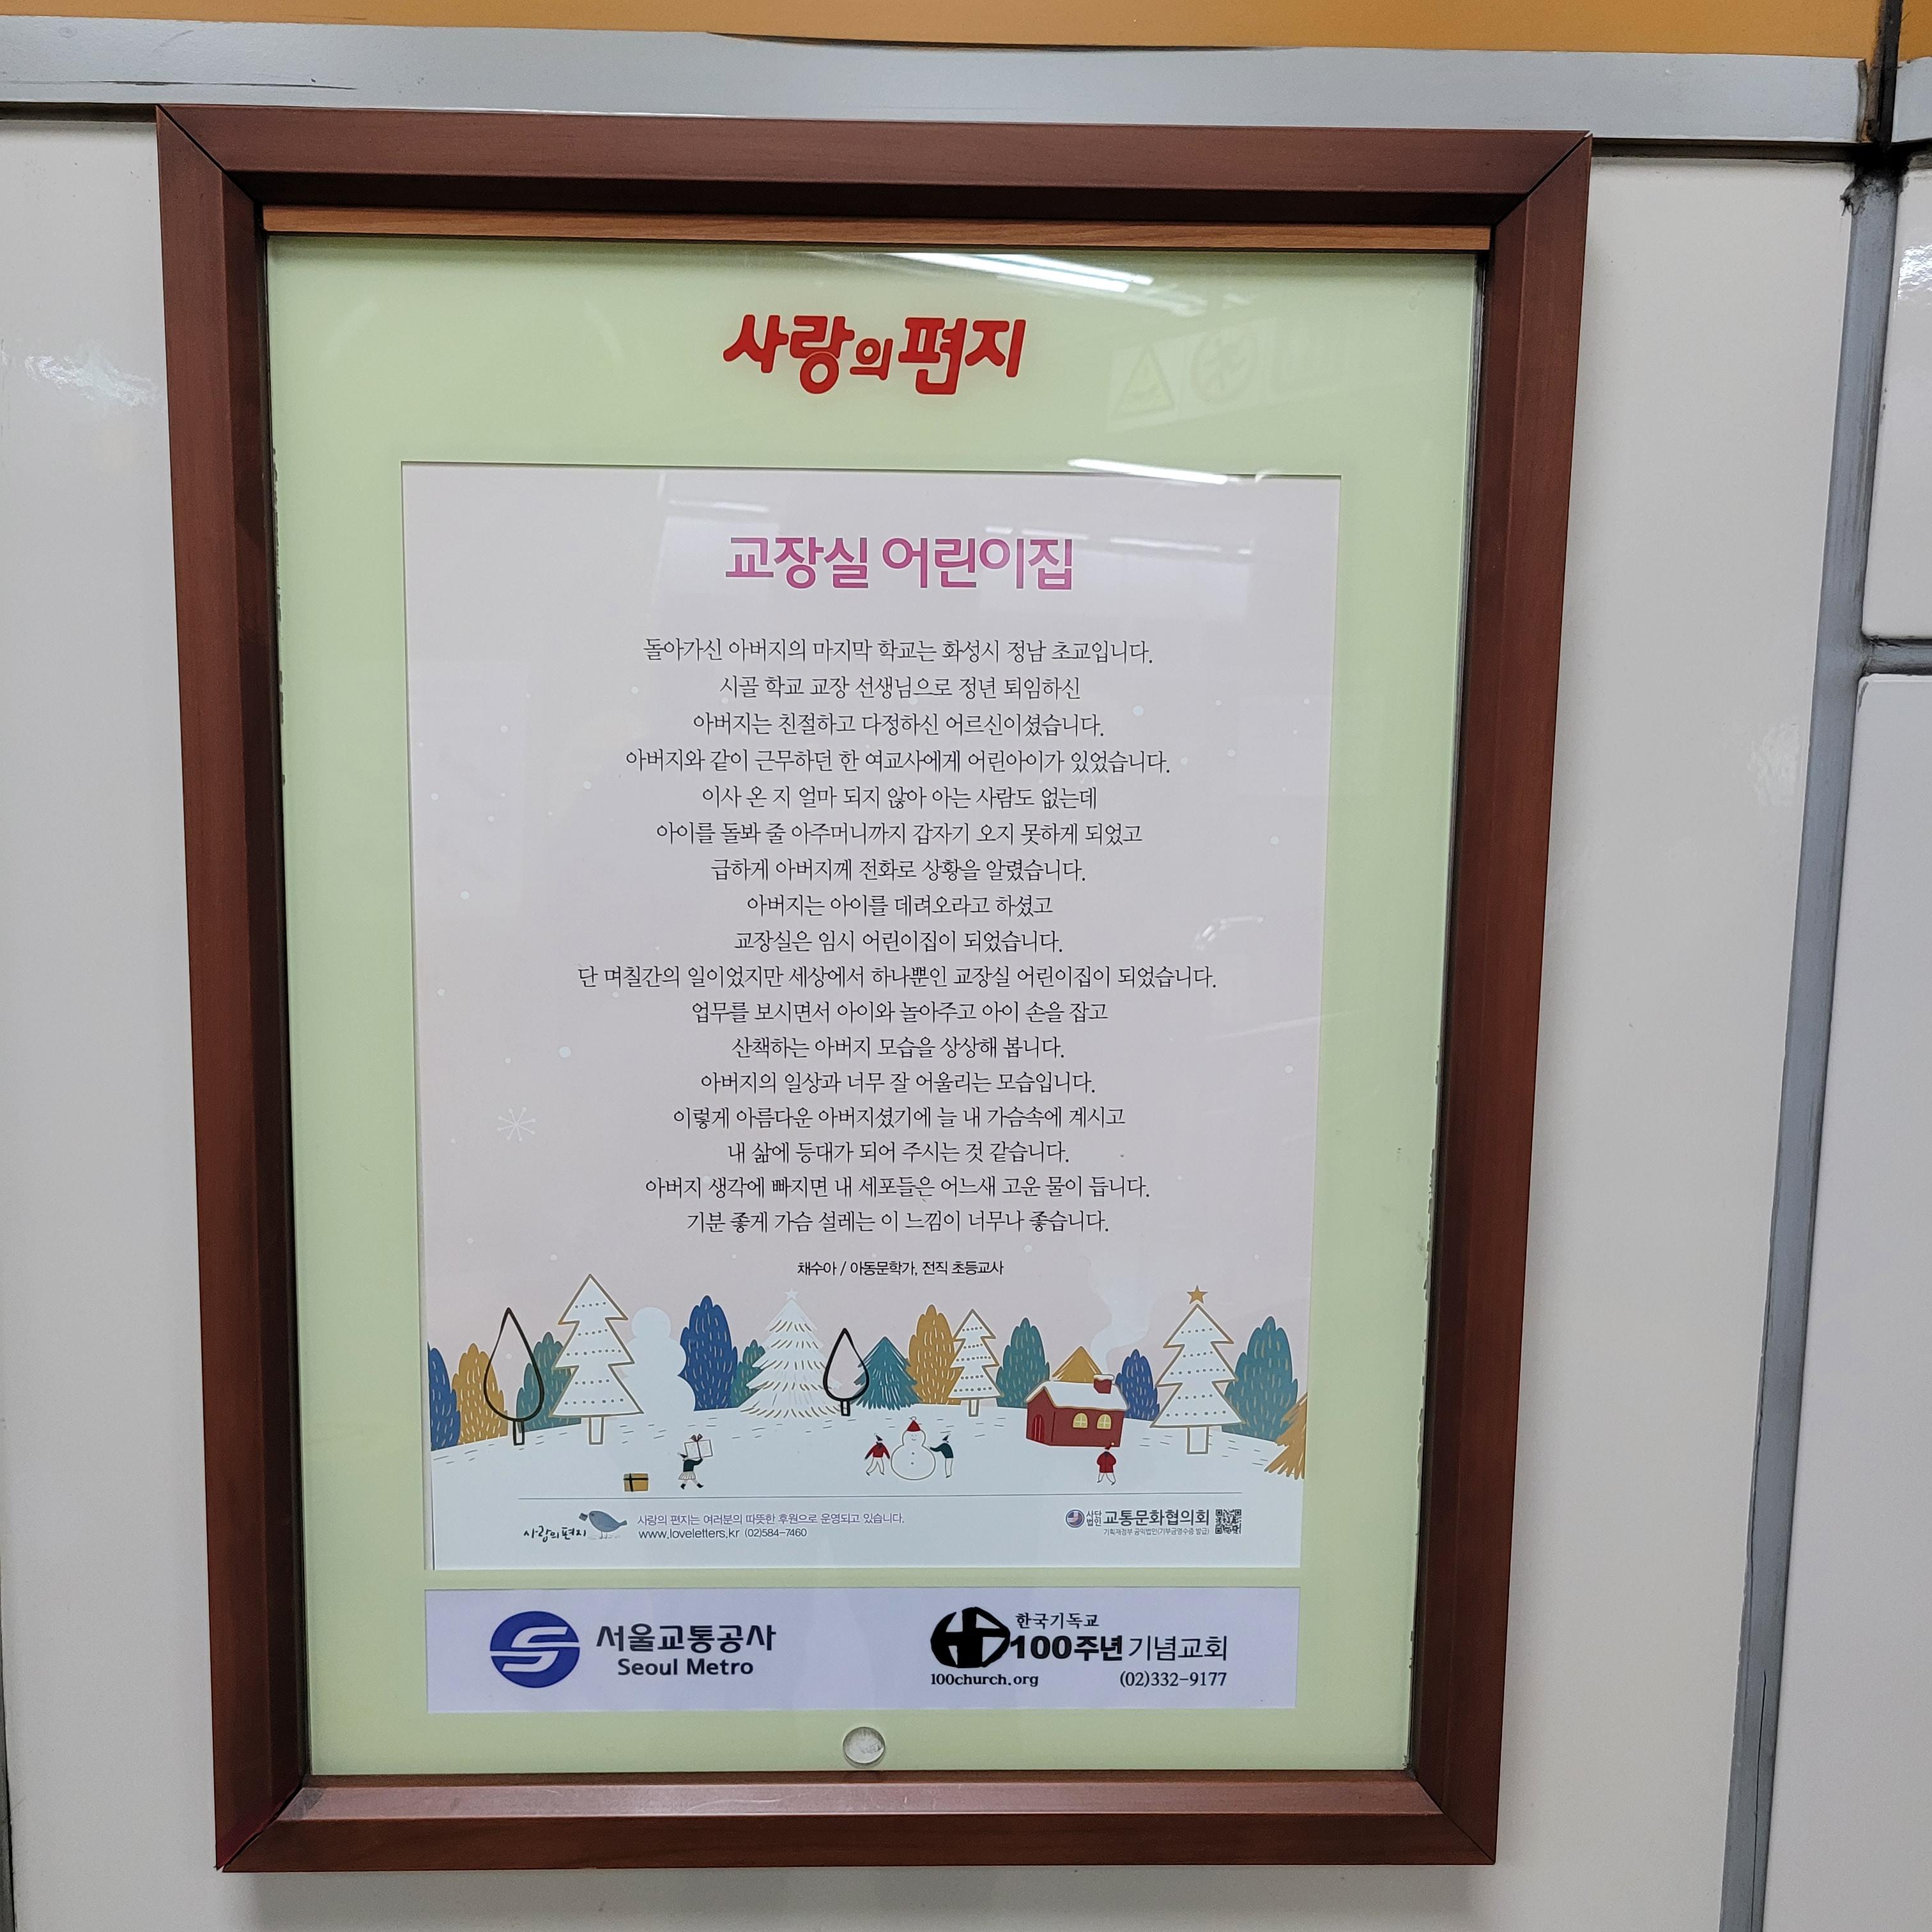 사랑의 편지
교장실 어린이집
돌아가신 아버지의 마지막 학교는 화성시 정남 초교입니다.
시골 학교 교장 선생님으로 정년 퇴임하신
아버지는 친절하고 다정하신 어르신이셨습니다.
아버지와 같이 근무하던 한 여교사에게 어린아이가 있었습니다.
이사 온 지 얼마 되지 않아 아는 사람도 없는데
아이를 돌봐 줄 아주머니까지 갑자기 오지 못하게 되었고
급하게 아버지께 전화로 상황을 알렸습니다.
아버지는 아이를 데려오라고 하셨고
교장실은 임시 어린이집이 되었습니다.
단 며칠간의 일이었지만 세상에서 하나뿐인 교장실 어린이집이 되었습니다.
업무를 보시면서 아이와 놀아주고 아이 손을 잡고
산책하는 아버지 모습을 상상해 봅니다.
아버지의 일상과 너무 잘 어울리는 모습입니다.
이렇게 아름다운 아버지셨기에 늘 내 가슴속에 계시고
내 삶에 등대가 되어 주시는 것 같습니다.
아버지 생각에 빠지면 내 세포들은 어느새 고운 물이 듭니다.
기분 좋게 가슴 설레는 이 느낌이 너무나 좋습니다.
채수아 / 아동문학가, 전직 초등교사
사랑의 편지
사랑의 편지는 여러분의 따뜻한 후원으로 운영되고 있습니다.
www.loveletters.kr (02)584-7460
사단법인 교통문화협의회
기획재정부 공익법인(기부금영수증 발급)
서울교통공사
Seoul Metro
한국기독교
100주년기념교회
100church.org (02)332-9177